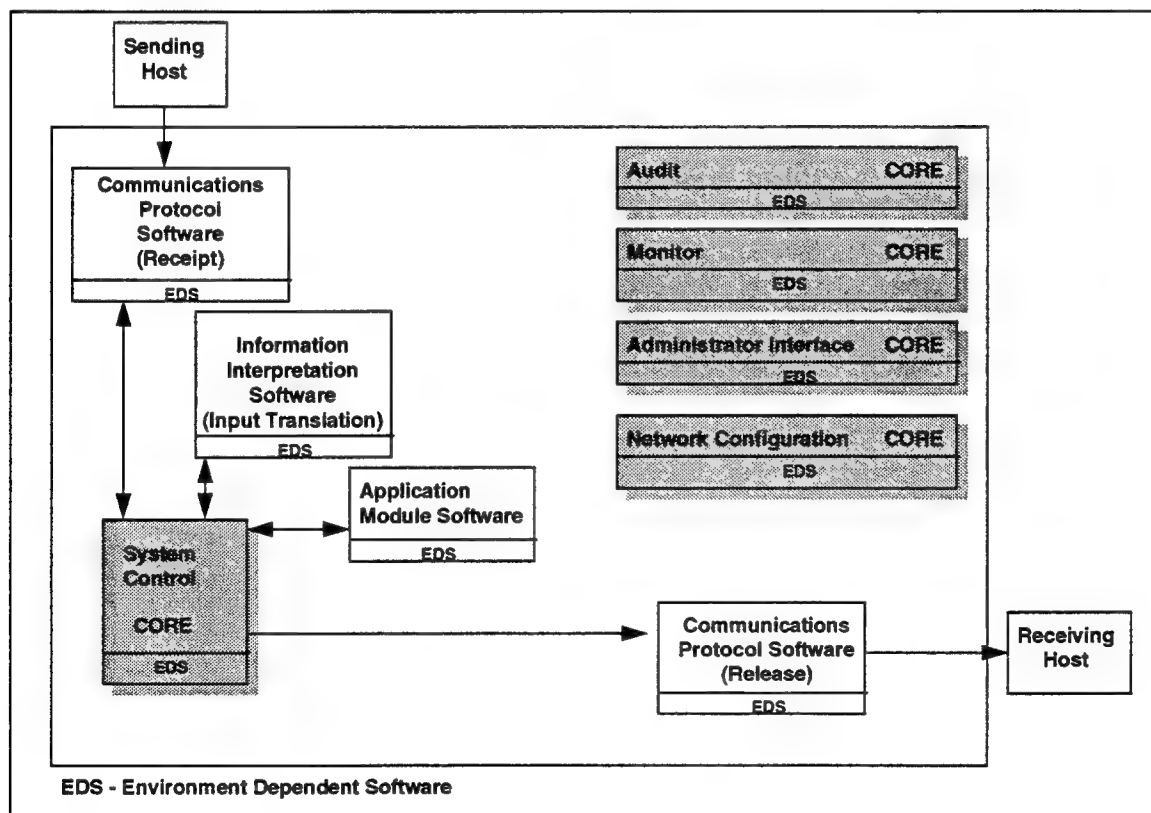 Sending
Host
Communications
Protocol
Software
(Receipt)
EDS
Information
Interpretation
Software
(Input Translation)
EDS
Application
Module Software
EDS
System
Control
CORE
EDS
Audit CORE
EDS
Monitor CORE
EDS
Administrator Interface CORE
EDS
Network Configuration CORE
EDS
Communications
Protocol Software
(Release)
EDS
Receiving
Host
EDS - Environment Dependent Software